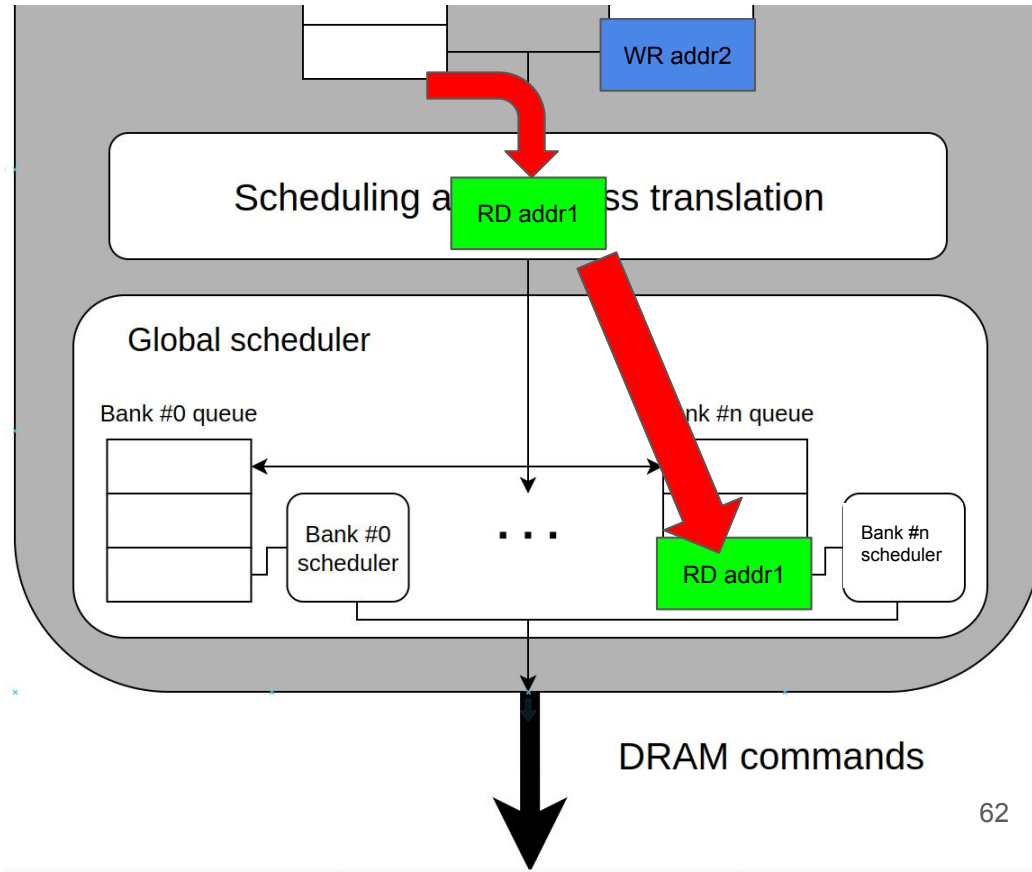 WR addr2
Scheduling a
RD addr1
ss translation
Global scheduler
Bank #0 queue
nk #n queue
Bank #0
scheduler
. . .
Bank #n
scheduler
RD addr1
DRAM commands
62